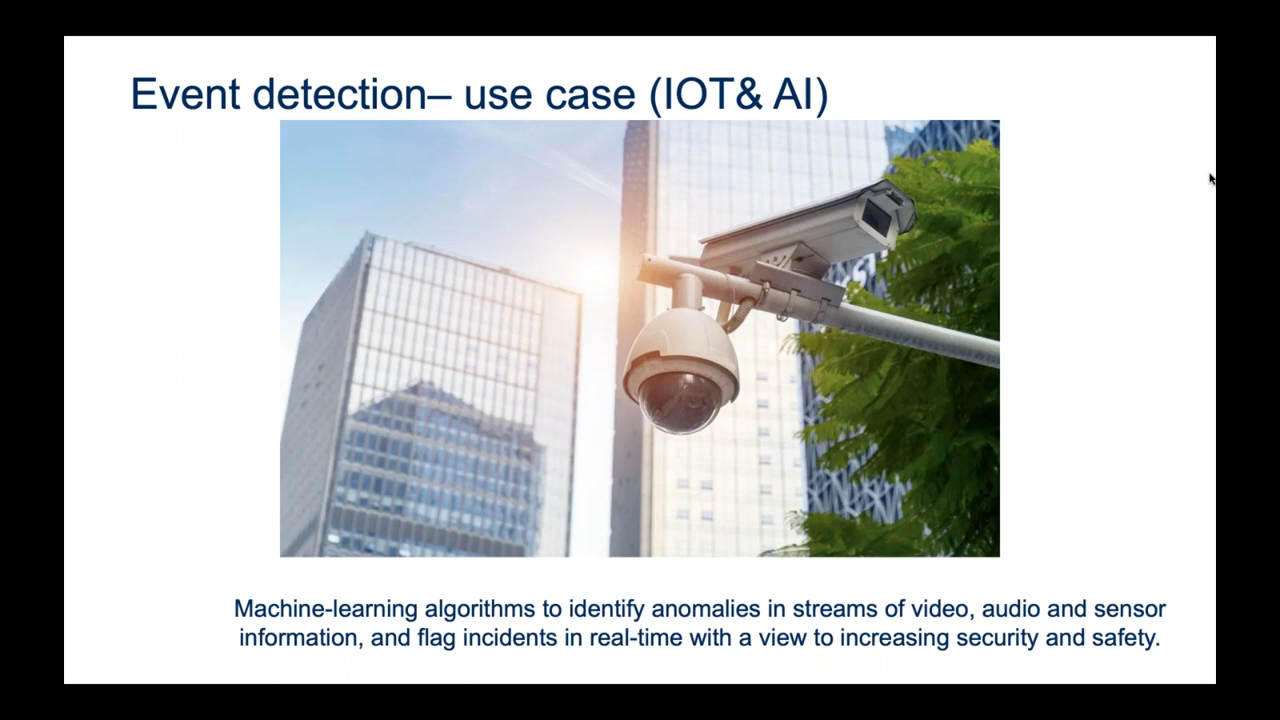 Event detection– use case (IOT& AI)
Machine-learning algorithms to identify anomalies in streams of video, audio and sensor
information, and flag incidents in real-time with a view to increasing security and safety.